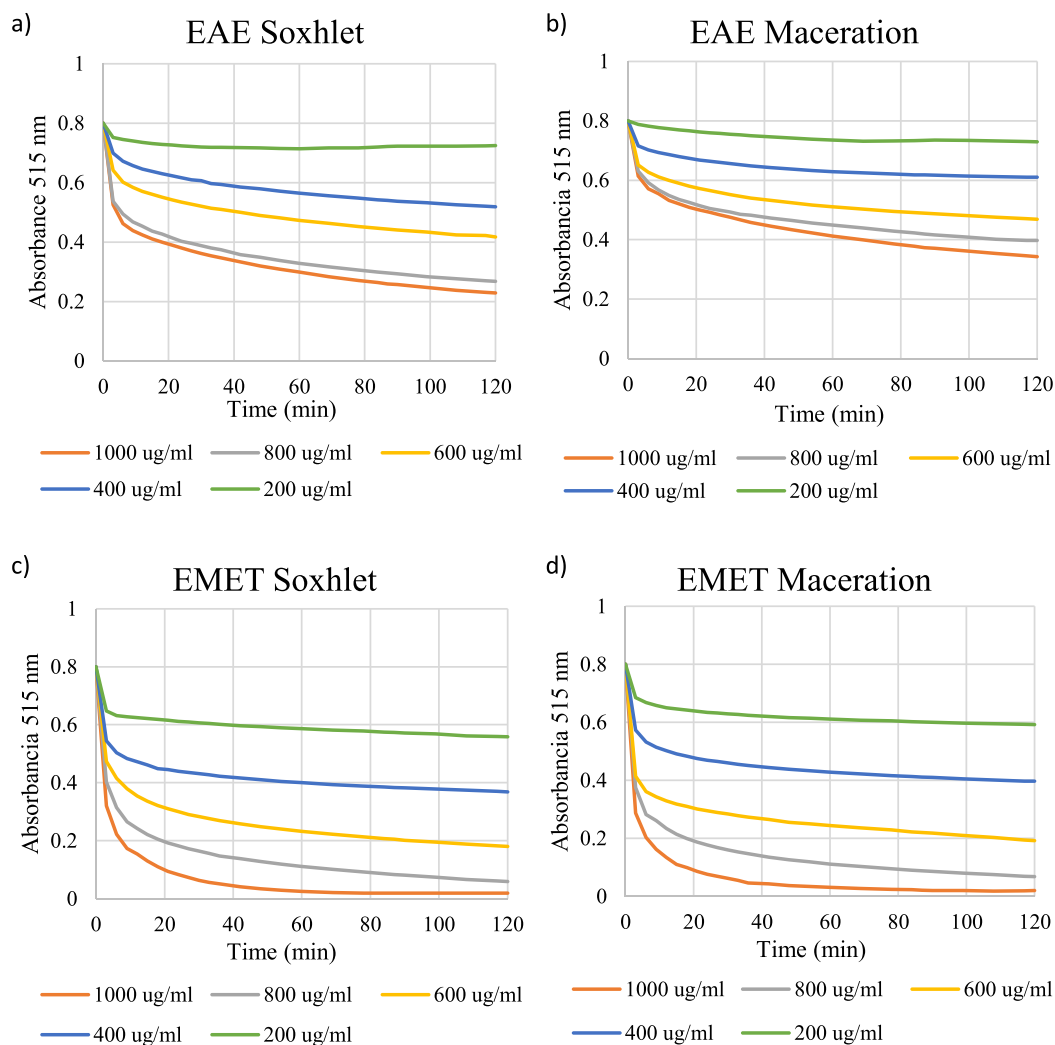 a)
EAE Soxhlet
1
0.8
0.6
0.4
0.2
0
Absorbance 515 nm
0 20 40 60 80 100 120
Time (min)
1000 ug/ml 800 ug/ml 600 ug/ml
400 ug/ml 200 ug/ml
b)
EAE Maceration
1
0.8
0.6
0.4
0.2
0
Absorbancia 515 nm
0 20 40 60 80 100 120
Time (min)
1000 ug/ml 800 ug/ml 600 ug/ml
400 ug/ml 200 ug/ml
c)
EMET Soxhlet
1
0.8
0.6
0.4
0.2
0
Absorbancia 515 nm
0 20 40 60 80 100 120
Time (min)
1000 ug/ml 800 ug/ml 600 ug/ml
400 ug/ml 200 ug/ml
d)
EMET Maceration
1
0.8
0.6
0.4
0.2
0
Absorbancia 515 nm
0 20 40 60 80 100 120
Time (min)
1000 ug/ml 800 ug/ml 600 ug/ml
400 ug/ml 200 ug/ml